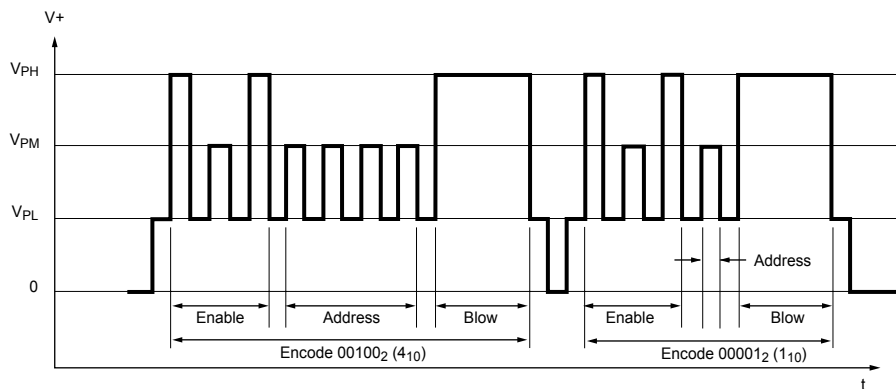 V+
VPH
VPM
VPL
0
Address
Enable
Address
Blow
Enable
Blow
Encode 00100₂ (4₁₀)
Encode 00001₂ (1₁₀)
t